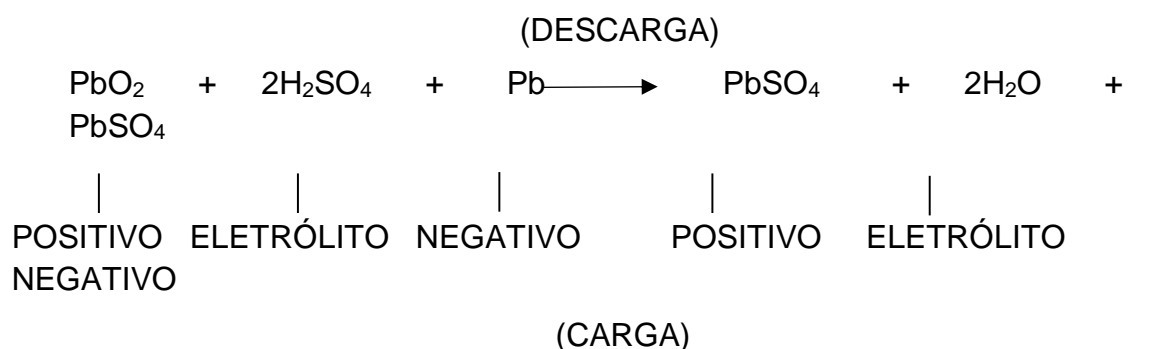 (DESCARGA)
PbO₂ + 2H₂SO₄ + Pb → PbSO₄ + 2H₂O +
PbSO₄
| | | | |
POSITIVO ELETRÓLITO NEGATIVO POSITIVO ELETRÓLITO
NEGATIVO
(CARGA)